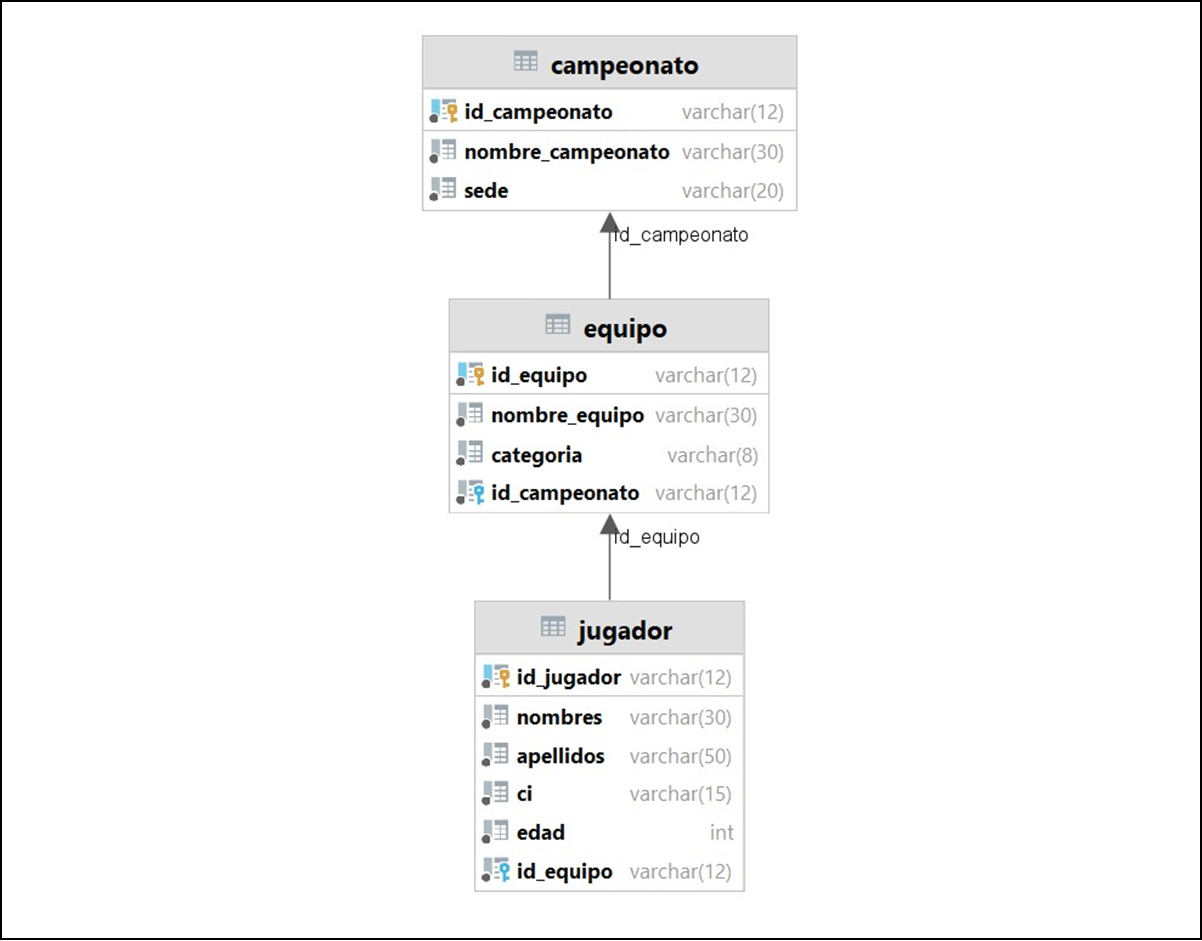 campeonato
id_campeonato varchar(12)
nombre_campeonato varchar(30)
sede varchar(20)
id_campeonato
equipo
id_equipo varchar(12)
nombre_equipo varchar(30)
categoria varchar(8)
id_campeonato varchar(12)
id_equipo
jugador
id_jugador varchar(12)
nombres varchar(30)
apellidos varchar(50)
ci varchar(15)
edad int
id_equipo varchar(12)